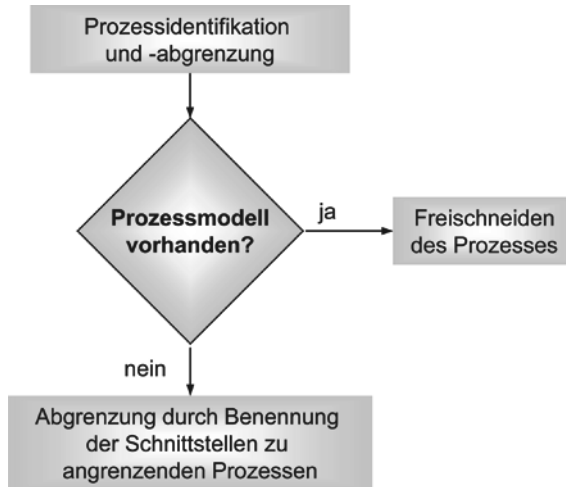 Prozessidentifikation
und -abgrenzung
Prozessmodell
vorhanden?
ja
Freischneiden
des Prozesses
nein
Abgrenzung durch Benennung
der Schnittstellen zu
angrenzenden Prozessen